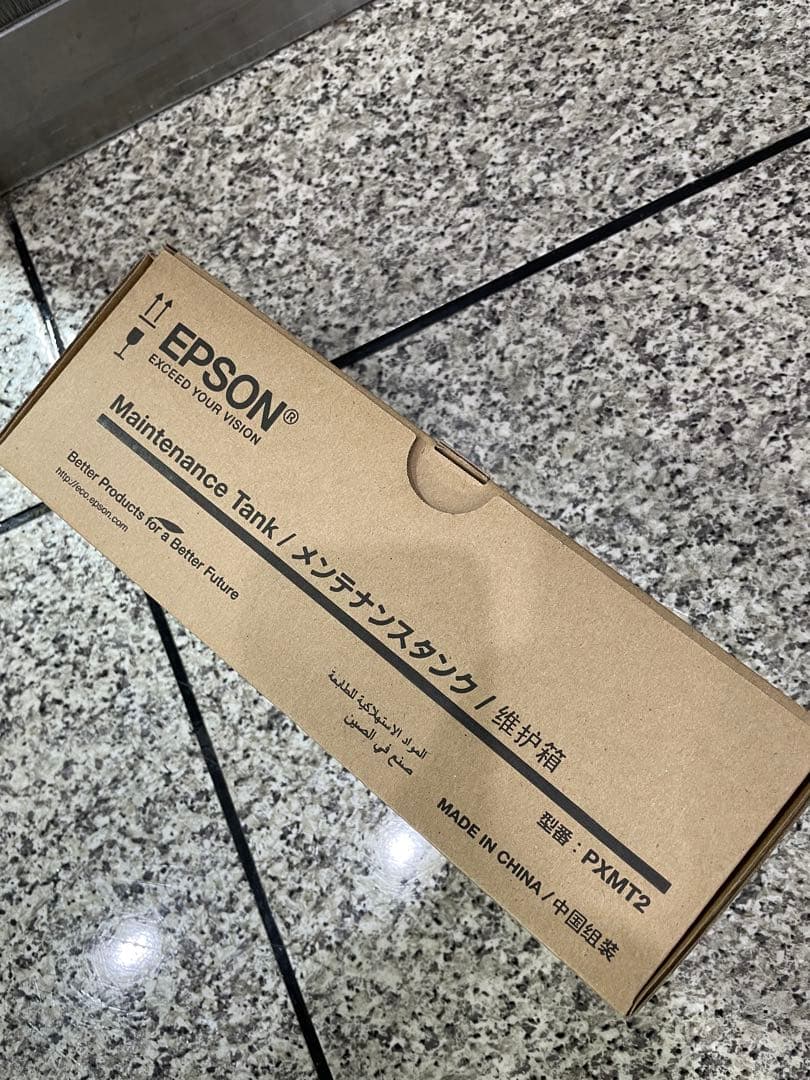 EPSON®
EXCEED YOUR VISION
Maintenance Tank / メンテナンスタンク / 维护箱
Better Products for a Better Future
http://eco.epson.com
المواد الاستهلاكية للطابعة
صنع في الصين
型番 : PXMT2
MADE IN CHINA / 中国组装